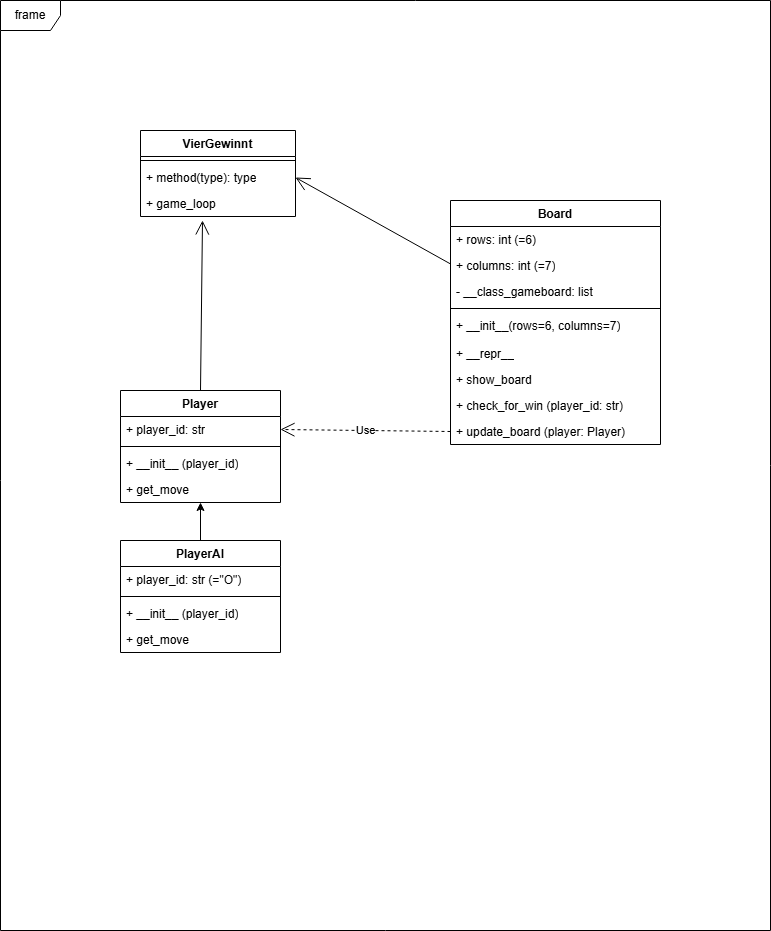 frame
VierGewinnt
+ method(type): type
+ game_loop
Board
+ rows: int (=6)
+ columns: int (=7)
- __class_gameboard: list
+ __init__(rows=6, columns=7)
+ __repr__
+ show_board
+ check_for_win (player_id: str)
+ update_board (player: Player)
Use
Player
+ player_id: str
+ __init__ (player_id)
+ get_move
PlayerAI
+ player_id: str (="O")
+ __init__ (player_id)
+ get_move